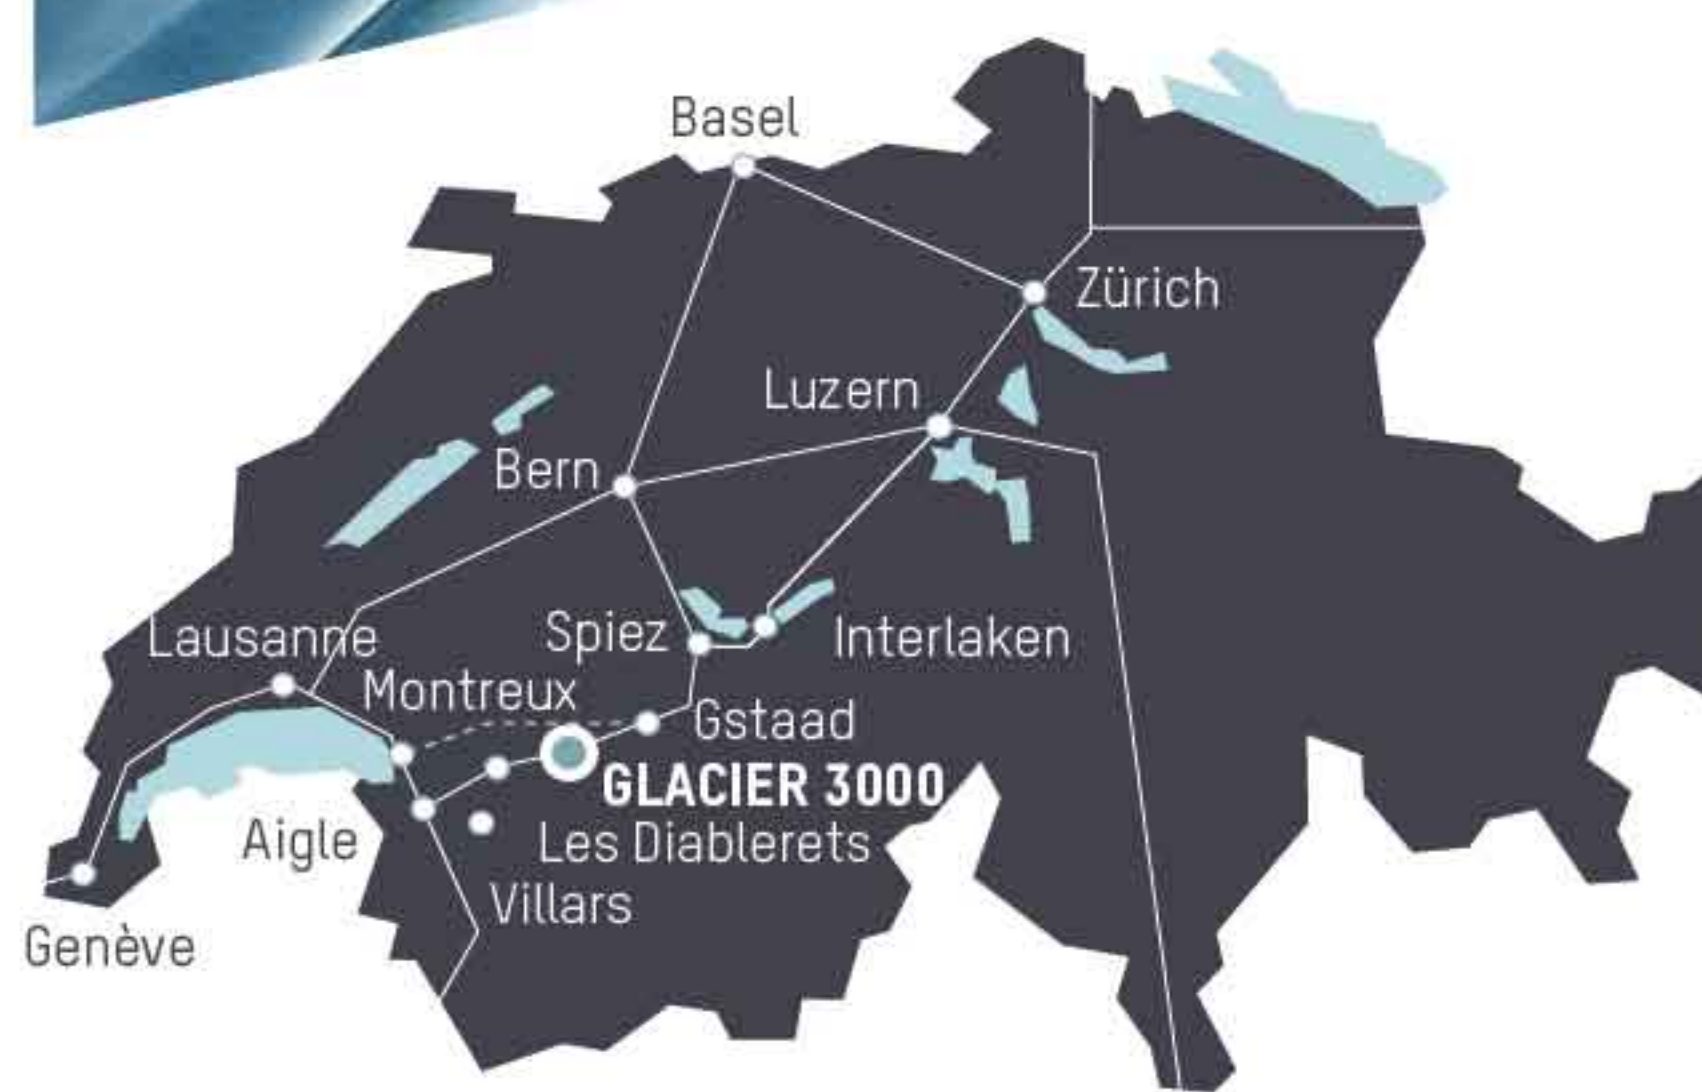 Basel
Zürich
Luzern
Bern
Lausanne
Spiez
Interlaken
Montreux
Gstaad
GLACIER 3000
Aigle
Les Diablerets
Villars
Genève